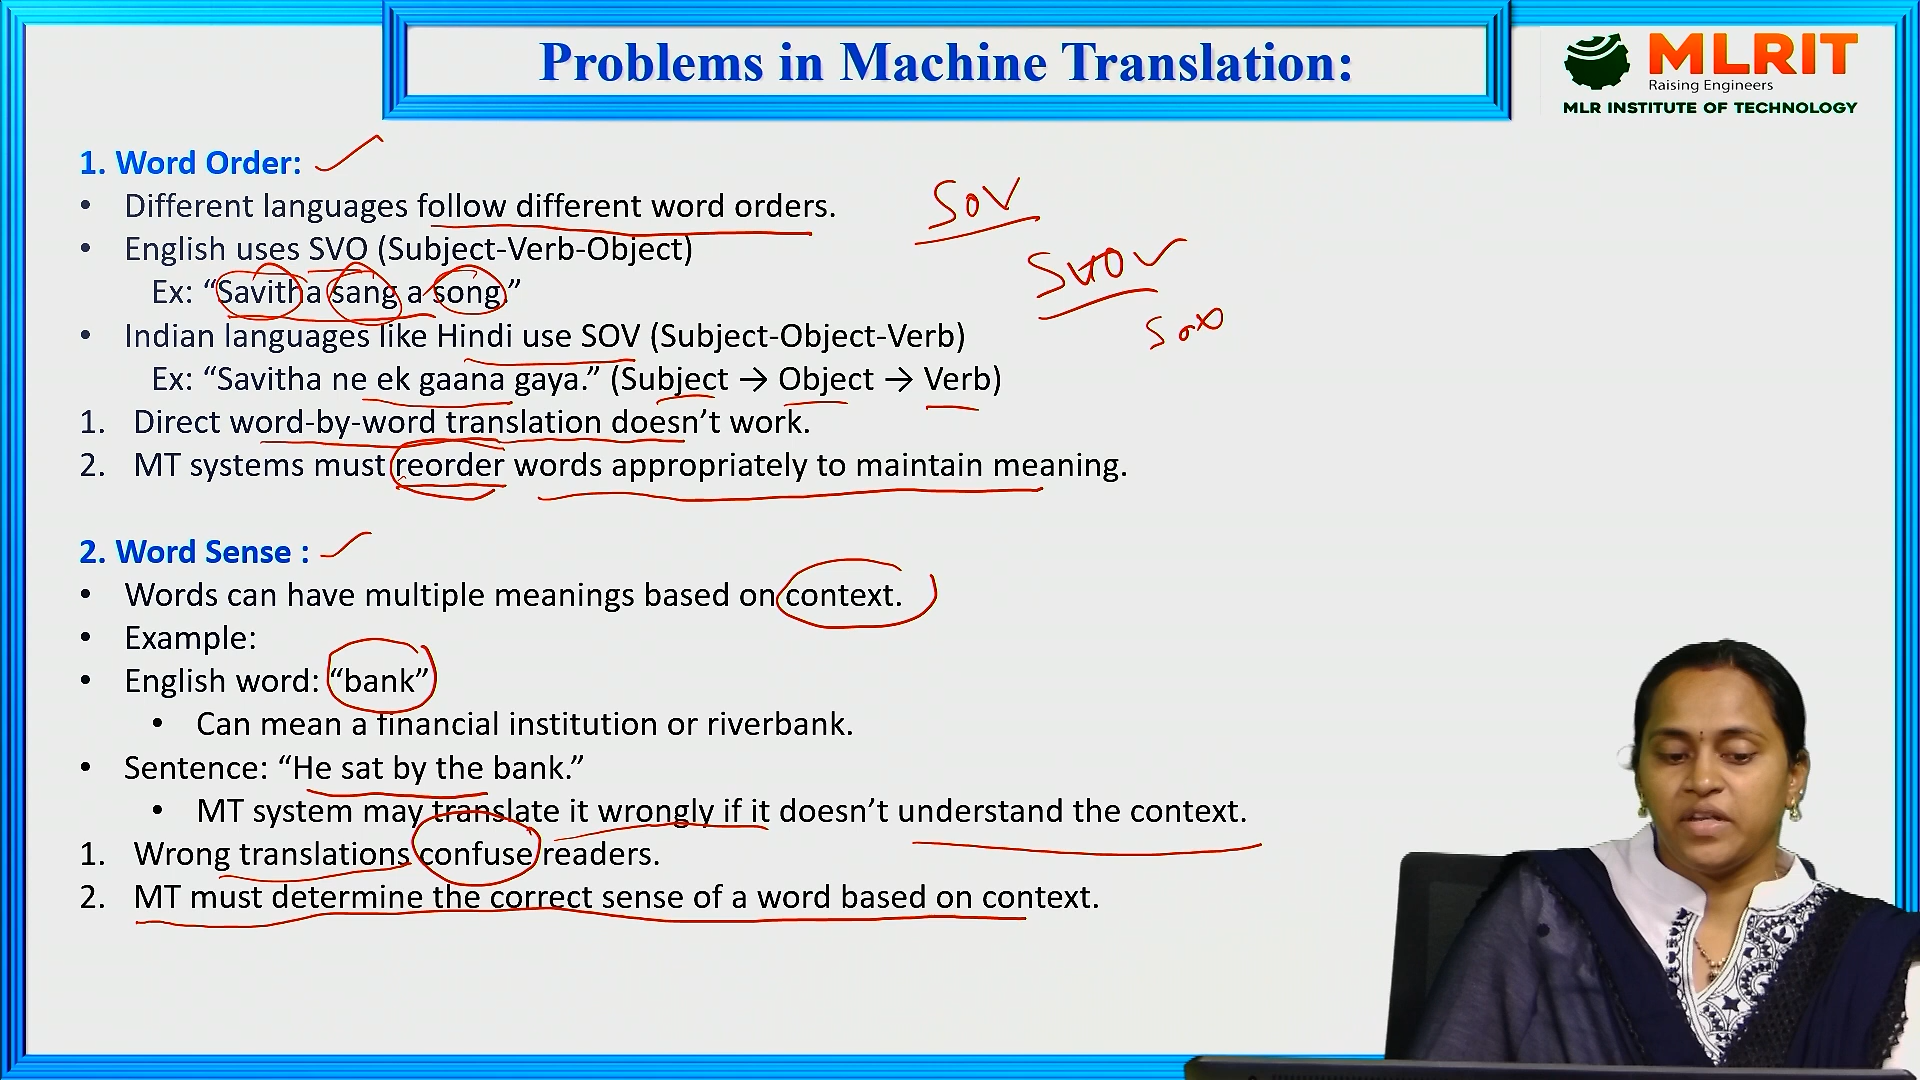 Problems in Machine Translation:
MLRIT
Raising Engineers
MLR INSTITUTE OF TECHNOLOGY
1. Word Order:
• Different languages follow different word orders.
• English uses SVO (Subject-Verb-Object)
Ex: “Savitha sang a song.”
• Indian languages like Hindi use SOV (Subject-Object-Verb)
Ex: “Savitha ne ek gaana gaya.” (Subject → Object → Verb)
1. Direct word-by-word translation doesn’t work.
2. MT systems must reorder words appropriately to maintain meaning.
SOV
2. Word Sense :
• Words can have multiple meanings based on context.
• Example:
• English word: “bank”
• Can mean a financial institution or riverbank.
• Sentence: “He sat by the bank.”
• MT system may translate it wrongly if it doesn’t understand the context.
1. Wrong translations confuse readers.
2. MT must determine the correct sense of a word based on context.